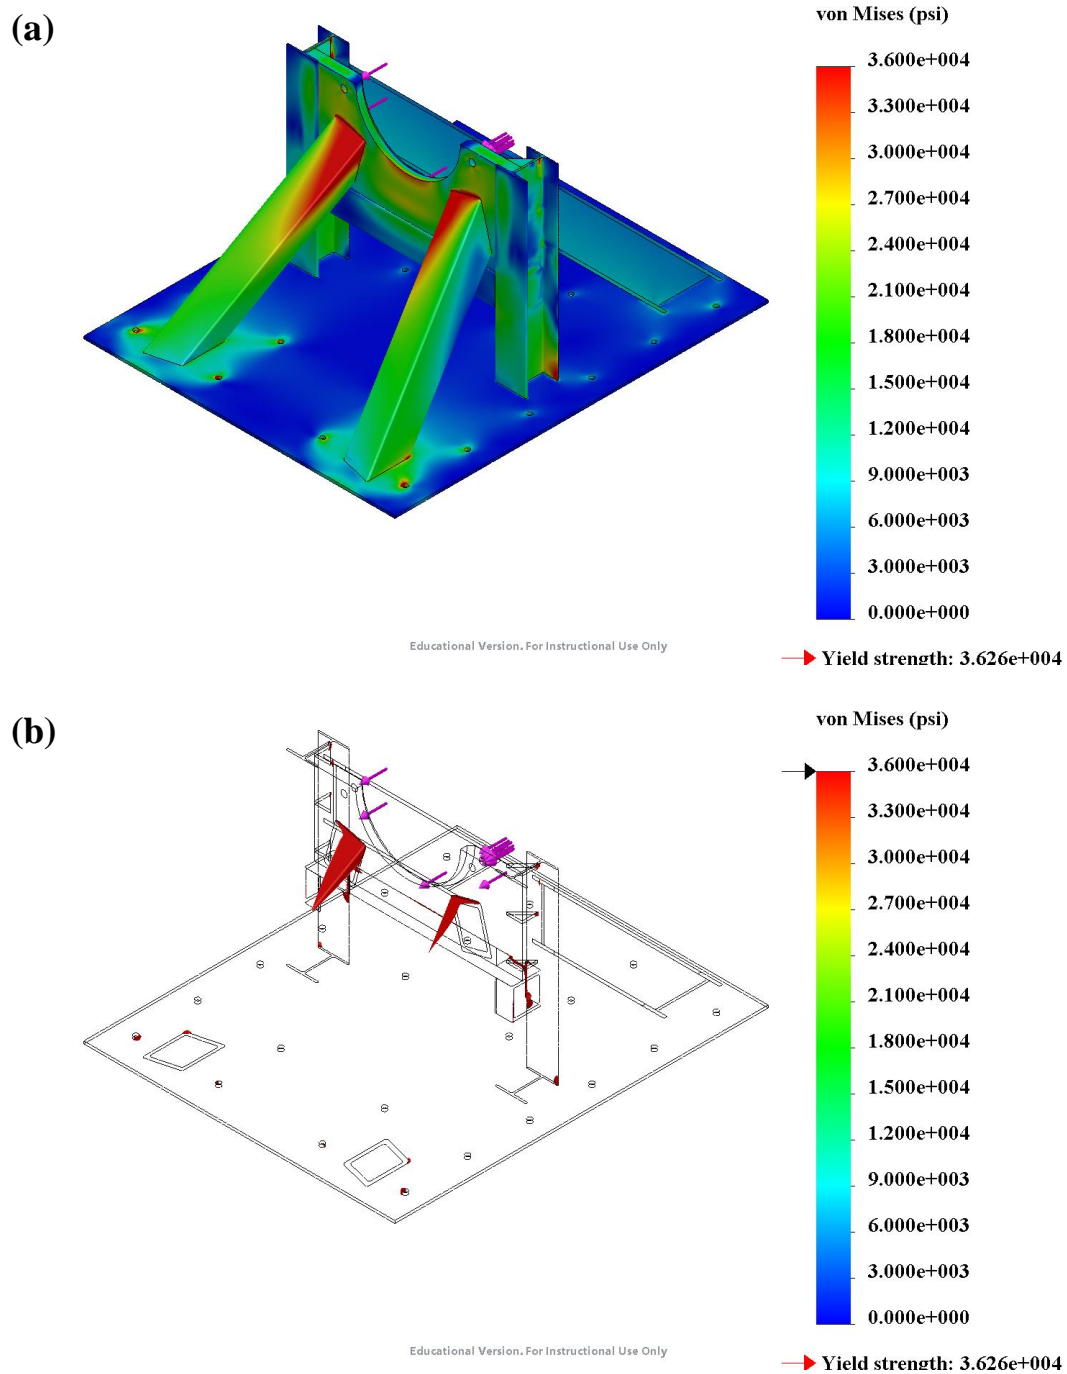 (a)
von Mises (psi)
3.600e+004
3.300e+004
3.000e+004
2.700e+004
2.400e+004
2.100e+004
1.800e+004
1.500e+004
1.200e+004
9.000e+003
6.000e+003
3.000e+003
0.000e+000
Educational Version. For Instructional Use Only
Yield strength: 3.626e+004
(b)
von Mises (psi)
3.600e+004
3.300e+004
3.000e+004
2.700e+004
2.400e+004
2.100e+004
1.800e+004
1.500e+004
1.200e+004
9.000e+003
6.000e+003
3.000e+003
0.000e+000
Educational Version. For Instructional Use Only
Yield strength: 3.626e+004